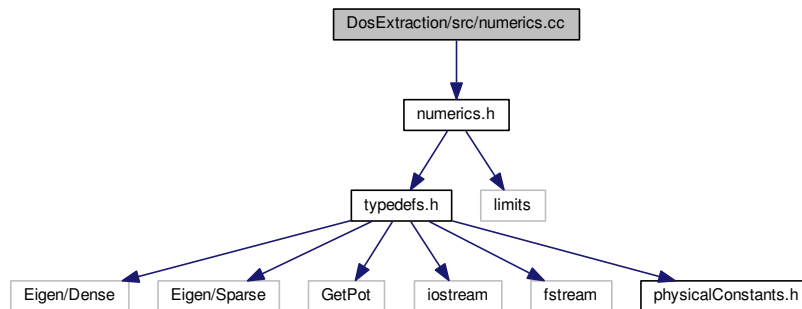 DosExtraction/src/numerics.cc
numerics.h
typedefs.h
limits
Eigen/Dense
Eigen/Sparse
GetPot
iostream
fstream
physicalConstants.h